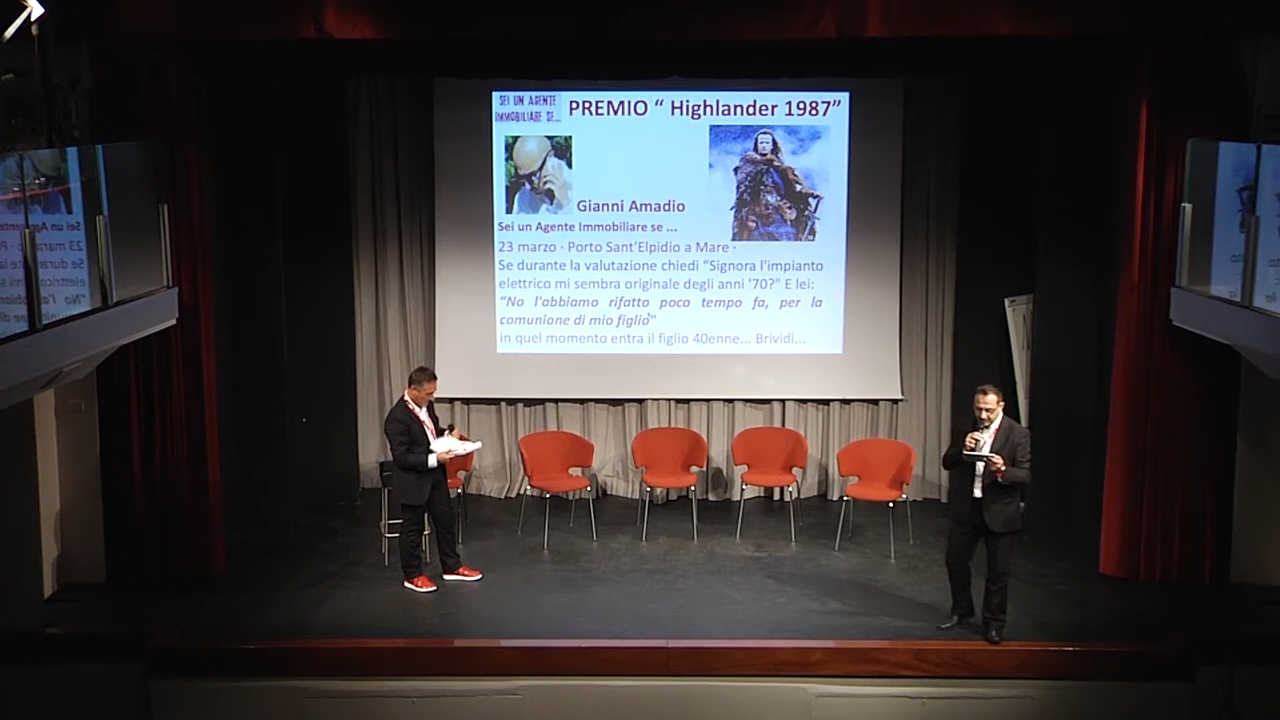 SEI UN AGENTE
IMMOBILIARE SE...
PREMIO “ Highlander 1987”
Gianni Amadio
Sei un Agente Immobiliare se ...
23 marzo · Porto Sant'Elpidio a Mare ·
Se durante la valutazione chiedi “Signora l'impianto
elettrico mi sembra originale degli anni '70?" E lei:
“No l'abbiamo rifatto poco tempo fa, per la
comunione di mio figlio"
in quel momento entra il figlio 40enne... Brividi...